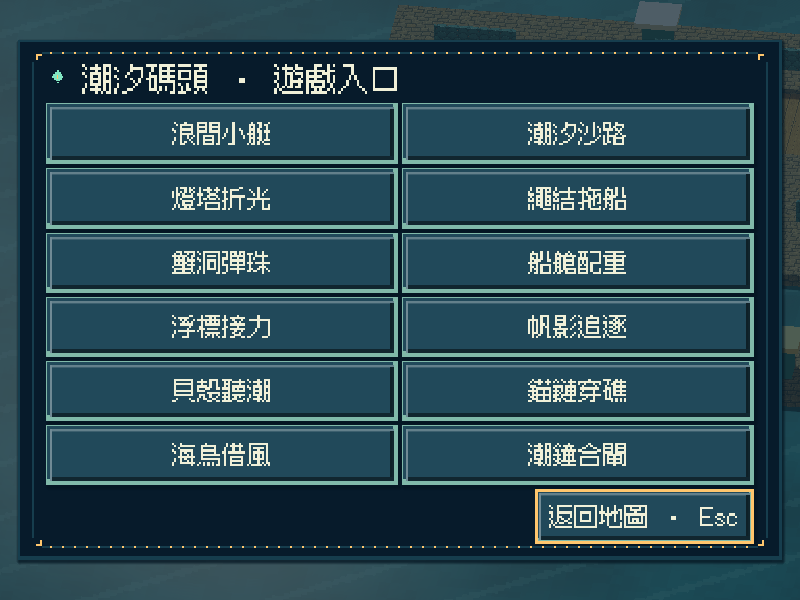 潮汐碼頭 · 遊戲入口
浪間小艇
潮汐沙路
燈塔折光
繩結拖船
蟹洞彈珠
船艙配重
浮標接力
帆影追逐
貝殼聽潮
錨鏈穿礁
海鳥借風
潮鐘合閘
返回地圖 · Esc